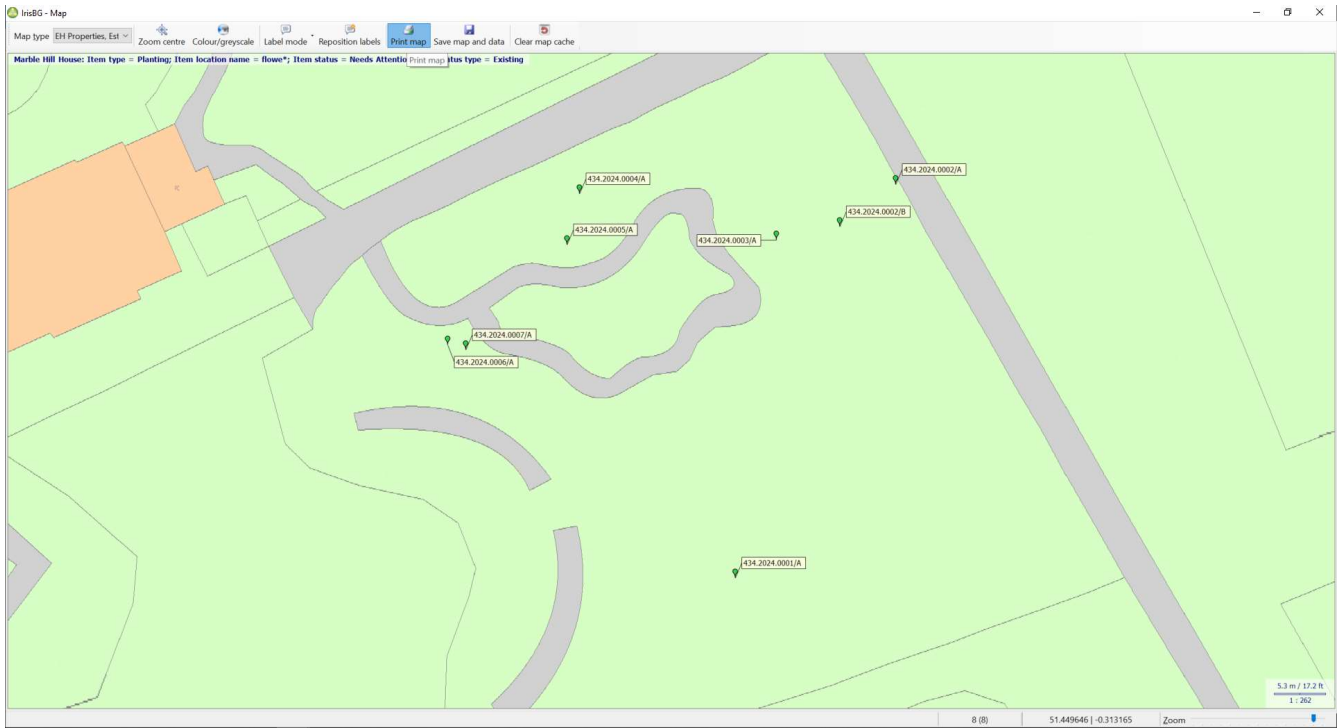 IrisBG - Map
Map type EH Properties, Est Zoom centre Colour/greyscale Label mode Reposition labels Print map Save map and data Clear map cache
Marble Hill House: Item type = Planting; Item location name = flowe*; Item status = Needs Attentio Print map tus type = Existing
434.2024.0002/A
434.2024.0004/A
434.2024.0002/B
434.2024.0005/A
434.2024.0003/A
434.2024.0007/A
434.2024.0006/A
434.2024.0001/A
5.3 m / 17.2 ft
1 : 262
8 (8) 51.449646 | -0.313165 Zoom